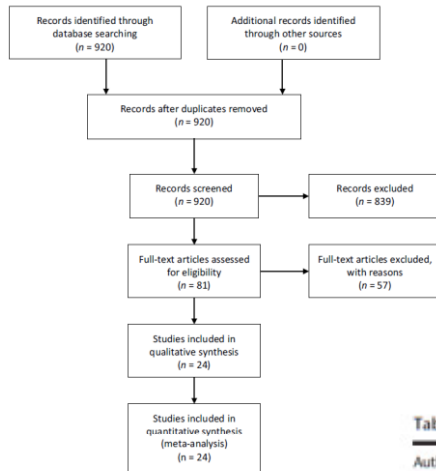 Records identified through
database searching
(n = 920)
Additional records identified
through other sources
(n = 0)
Records after duplicates removed
(n = 920)
Records screened
(n = 920)
Records excluded
(n = 839)
Full-text articles assessed
for eligibility
(n = 81)
Full-text articles excluded,
with reasons
(n = 57)
Studies included in
qualitative synthesis
(n = 24)
Studies included in
quantitative synthesis
(meta-analysis)
(n = 24)